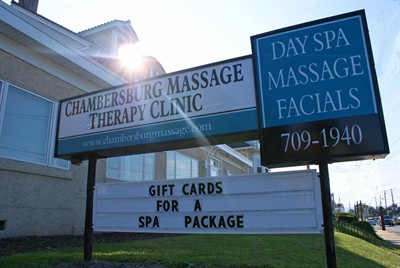 CHAMBERSBURG MASSAGE
THERAPY CLINIC
www.chambersburgmassage.com
DAY SPA
MASSAGE
FACIALS
709-1940
GIFT CARDS
FOR A
SPA PACKAGE